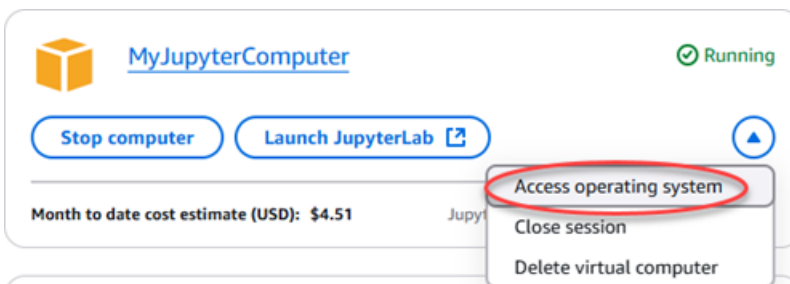 MyJupyterComputer
Running
Stop computer
Launch JupyterLab
Access operating system
Month to date cost estimate (USD): $4.51
Close session
Delete virtual computer